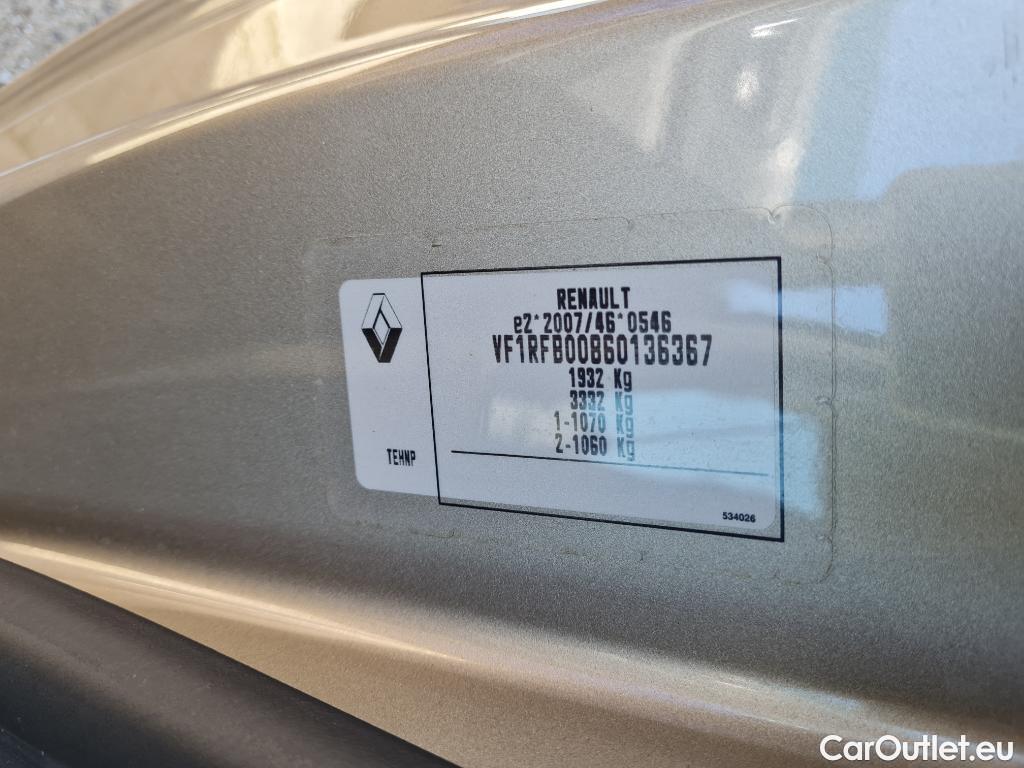 RENAULT
e2*2007/46*0546
VF1RFB00860136367
1932 Kg
3332 Kg
1-1070 Kg
2-1060 Kg
TEHNP
534026
CarOutlet.eu